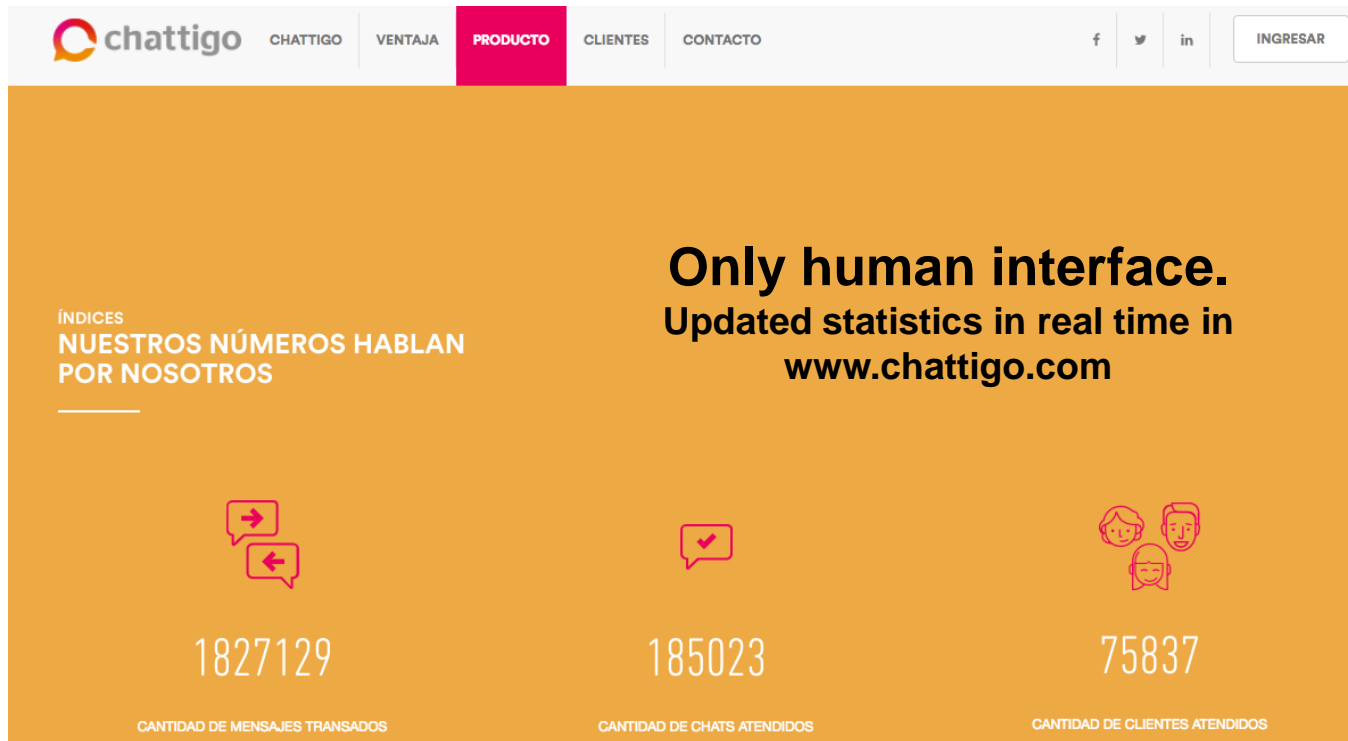 chattigo CHATTIGO VENTAJA PRODUCTO CLIENTES CONTACTO f in INGRESAR
Only human interface.
Updated statistics in real time in
www.chattigo.com
ÍNDICES
NUESTROS NÚMEROS HABLAN
POR NOSOTROS
1827129 185023 75837
CANTIDAD DE MENSAJES TRANSADOS CANTIDAD DE CHATS ATENDIDOS CANTIDAD DE CLIENTES ATENDIDOS